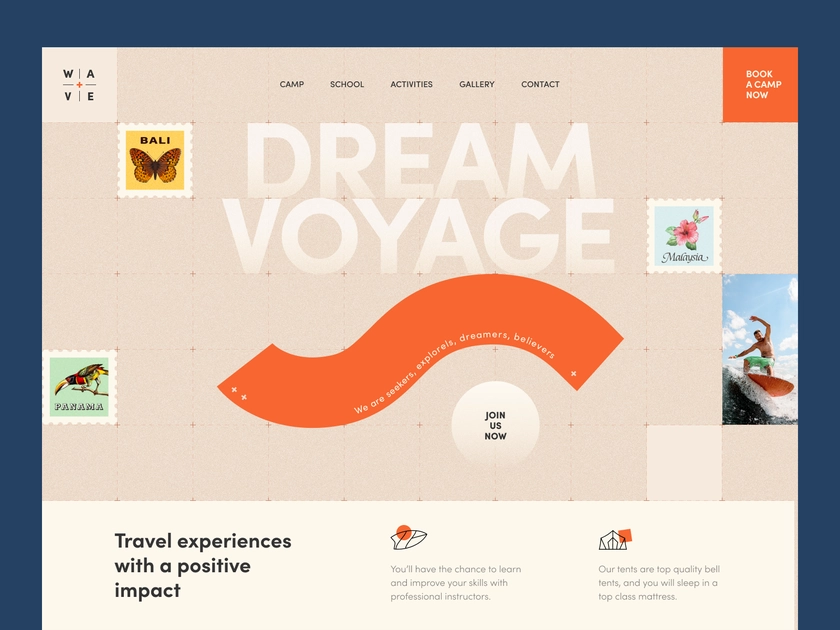 W A
V E
CAMP SCHOOL ACTIVITIES GALLERY CONTACT
BOOK
A CAMP
NOW
DREAM
VOYAGE
BALI
Malaysia
PANAMA
We are seekers, explorels, dreamers, believers
JOIN
US
NOW
Travel experiences
with a positive
impact
You'll have the chance to learn
and improve your skills with
professional instructors.
Our tents are top quality bell
tents, and you will sleep in a
top class mattress.